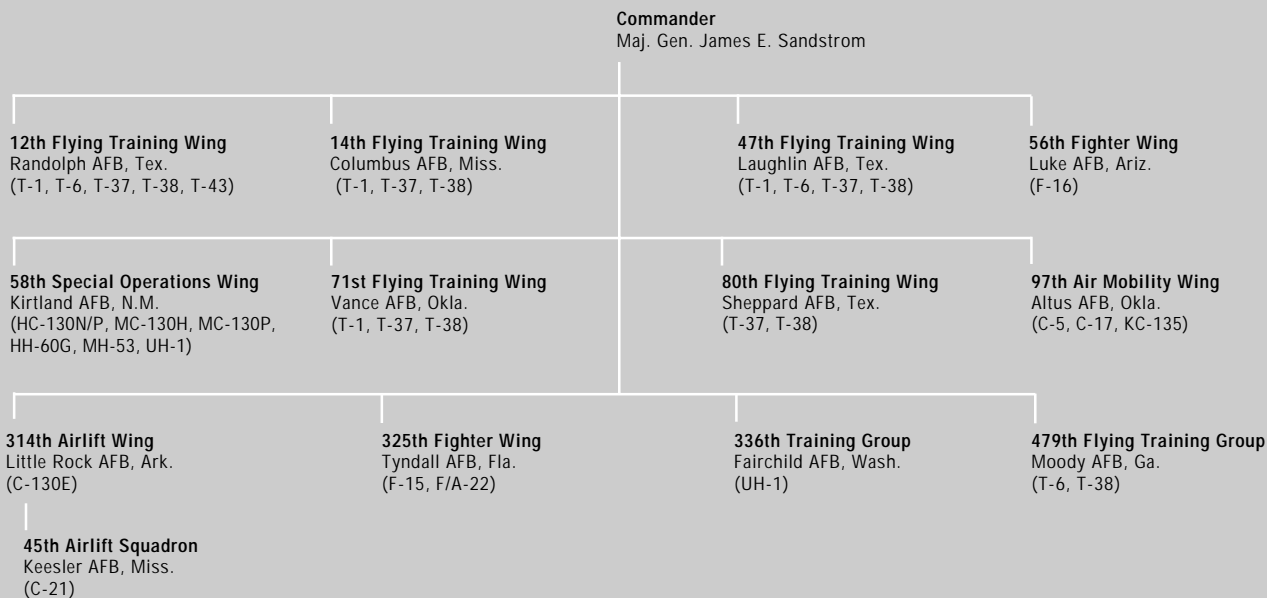 Commander
Maj. Gen. James E. Sandstrom
12th Flying Training Wing
Randolph AFB, Tex.
(T-1, T-6, T-37, T-38, T-43)
14th Flying Training Wing
Columbus AFB, Miss.
(T-1, T-37, T-38)
47th Flying Training Wing
Laughlin AFB, Tex.
(T-1, T-6, T-37, T-38)
56th Fighter Wing
Luke AFB, Ariz.
(F-16)
58th Special Operations Wing
Kirtland AFB, N.M.
(HC-130N/P, MC-130H, MC-130P,
HH-60G, MH-53, UH-1)
71st Flying Training Wing
Vance AFB, Okla.
(T-1, T-37, T-38)
80th Flying Training Wing
Sheppard AFB, Tex.
(T-37, T-38)
97th Air Mobility Wing
Altus AFB, Okla.
(C-5, C-17, KC-135)
314th Airlift Wing
Little Rock AFB, Ark.
(C-130E)
325th Fighter Wing
Tyndall AFB, Fla.
(F-15, F/A-22)
336th Training Group
Fairchild AFB, Wash.
(UH-1)
479th Flying Training Group
Moody AFB, Ga.
(T-6, T-38)
45th Airlift Squadron
Keesler AFB, Miss.
(C-21)